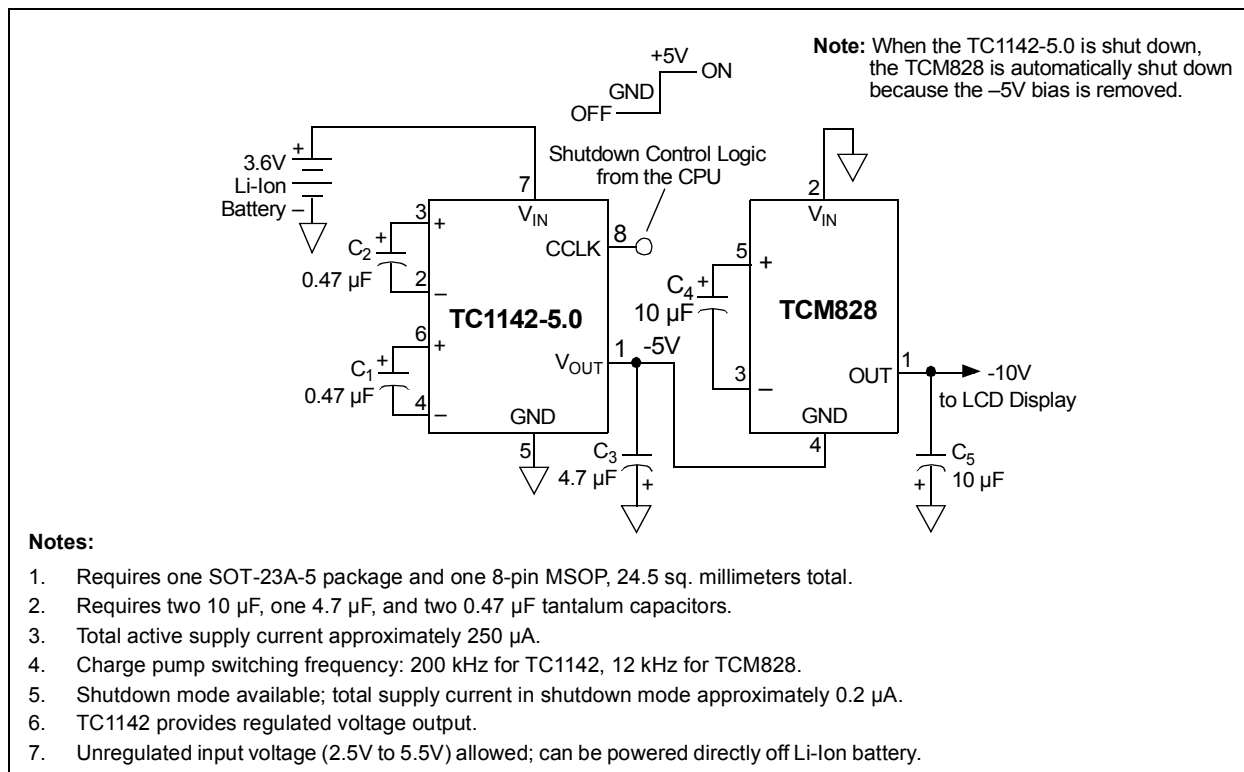 Note: When the TC1142-5.0 is shut down,
the TCM828 is automatically shut down
because the –5V bias is removed.
+5V
ON
GND
OFF
Shutdown Control Logic
from the CPU
+
3.6V
Li-Ion
Battery –
7
VIN
3
+
C2
+
0.47 µF
2
–
8
CCLK
TC1142-5.0
6
+
C1
+
0.47 µF
4
–
1
-5V
VOUT
GND
5
C3
4.7 µF
+
2
VIN
5
+
C4
+
10 µF
TCM828
3
–
1
OUT
-10V
to LCD Display
GND
4
C5
10 µF
+
Notes:
1. Requires one SOT-23A-5 package and one 8-pin MSOP, 24.5 sq. millimeters total.
2. Requires two 10 µF, one 4.7 µF, and two 0.47 µF tantalum capacitors.
3. Total active supply current approximately 250 µA.
4. Charge pump switching frequency: 200 kHz for TC1142, 12 kHz for TCM828.
5. Shutdown mode available; total supply current in shutdown mode approximately 0.2 µA.
6. TC1142 provides regulated voltage output.
7. Unregulated input voltage (2.5V to 5.5V) allowed; can be powered directly off Li-Ion battery.